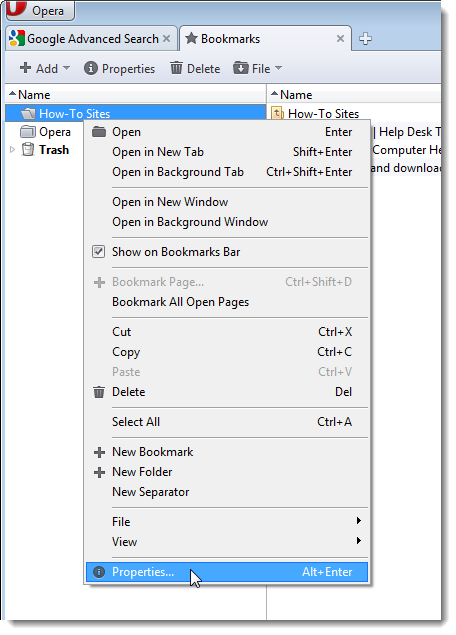 Opera
Google Advanced Search
Bookmarks
Add Properties Delete File
Name Name
How-To Sites How-To Sites
Opera | Help Desk T
Trash Computer He
and downloa
Open Enter
Open in New Tab Shift+Enter
Open in Background Tab Ctrl+Shift+Enter
Open in New Window
Open in Background Window
Show on Bookmarks Bar
Bookmark Page... Ctrl+Shift+D
Bookmark All Open Pages
Cut Ctrl+X
Copy Ctrl+C
Paste Ctrl+V
Delete Del
Select All Ctrl+A
New Bookmark
New Folder
New Separator
File
View
Properties... Alt+Enter